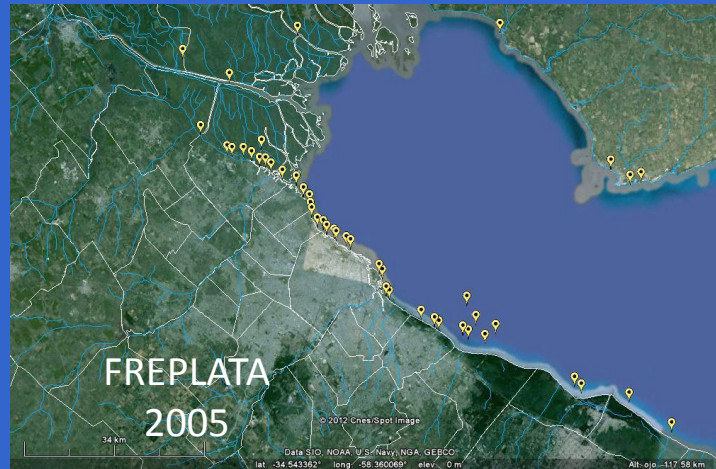 FREPLATA
2005
© 2012 Cnes/Spot Image
34 km
Data SIO, NOAA, U.S. Navy, NGA, GEBCO
lat -34.543362° long -58.360069° elev 0 m
Alt. ojo 117.58 km